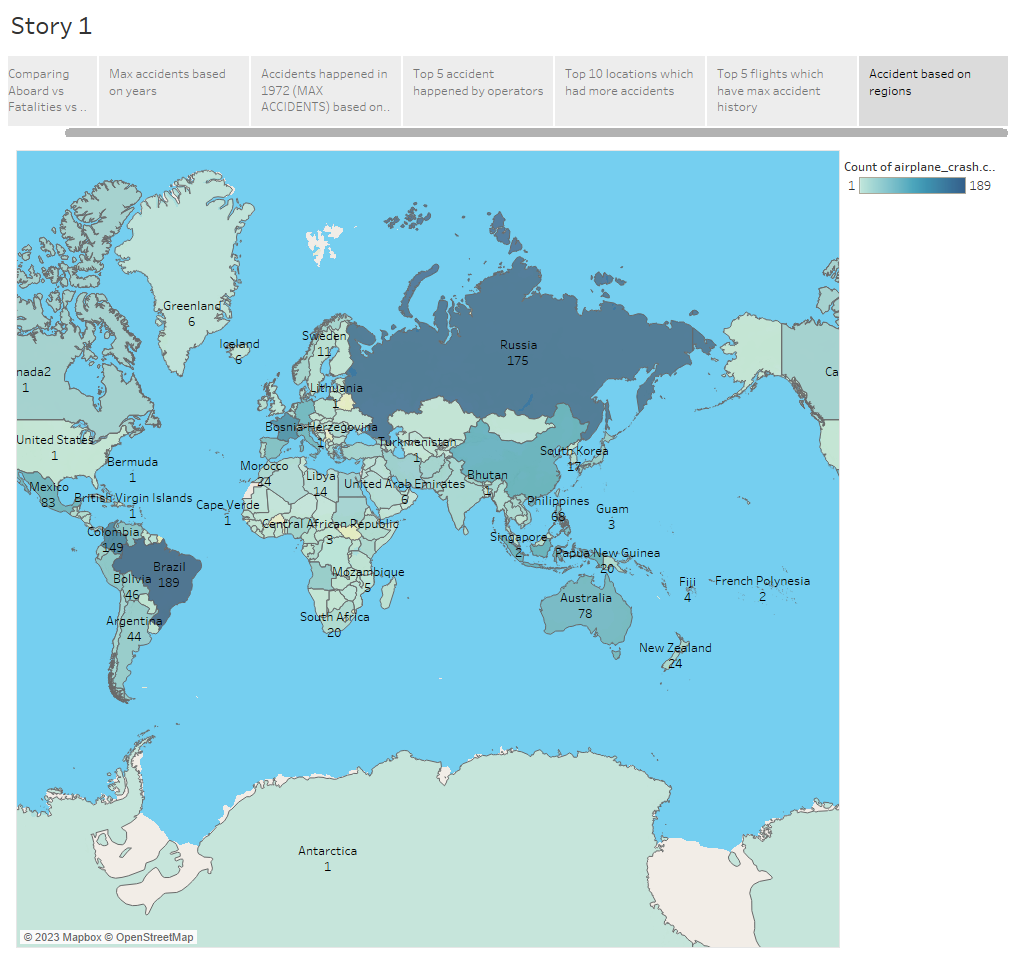 Story 1
Comparing
Aboard vs
Fatalities vs ..
Max accidents based
on years
Accidents happened in
1972 (MAX
ACCIDENTS) based on..
Top 5 accident
happened by operators
Top 10 locations which
had more accidents
Top 5 flights which
have max accident
history
Accident based on
regions
Count of airplane_crash.c..
1
189
Greenland
6
Iceland
6
Sweden
11
Russia
175
nada2
1
Ca
Lithuania
1
Bosnia-Herzegovina
1
United States
1
Turkmenistan
1
South Korea
17
Bermuda
1
Morocco
24
Libya
14
United Arab Emirates
6
Bhutan
Mexico
83
British Virgin Islands
1
Cape Verde
1
Philippines
68
Guam
3
Central African Republic
3
Colombia
149
Singapore
2
Papua New Guinea
20
Brazil
189
Bolivia
46
Mozambique
5
Fiji
4
French Polynesia
2
Australia
78
Argentina
44
South Africa
20
New Zealand
24
Antarctica
1
© 2023 Mapbox © OpenStreetMap